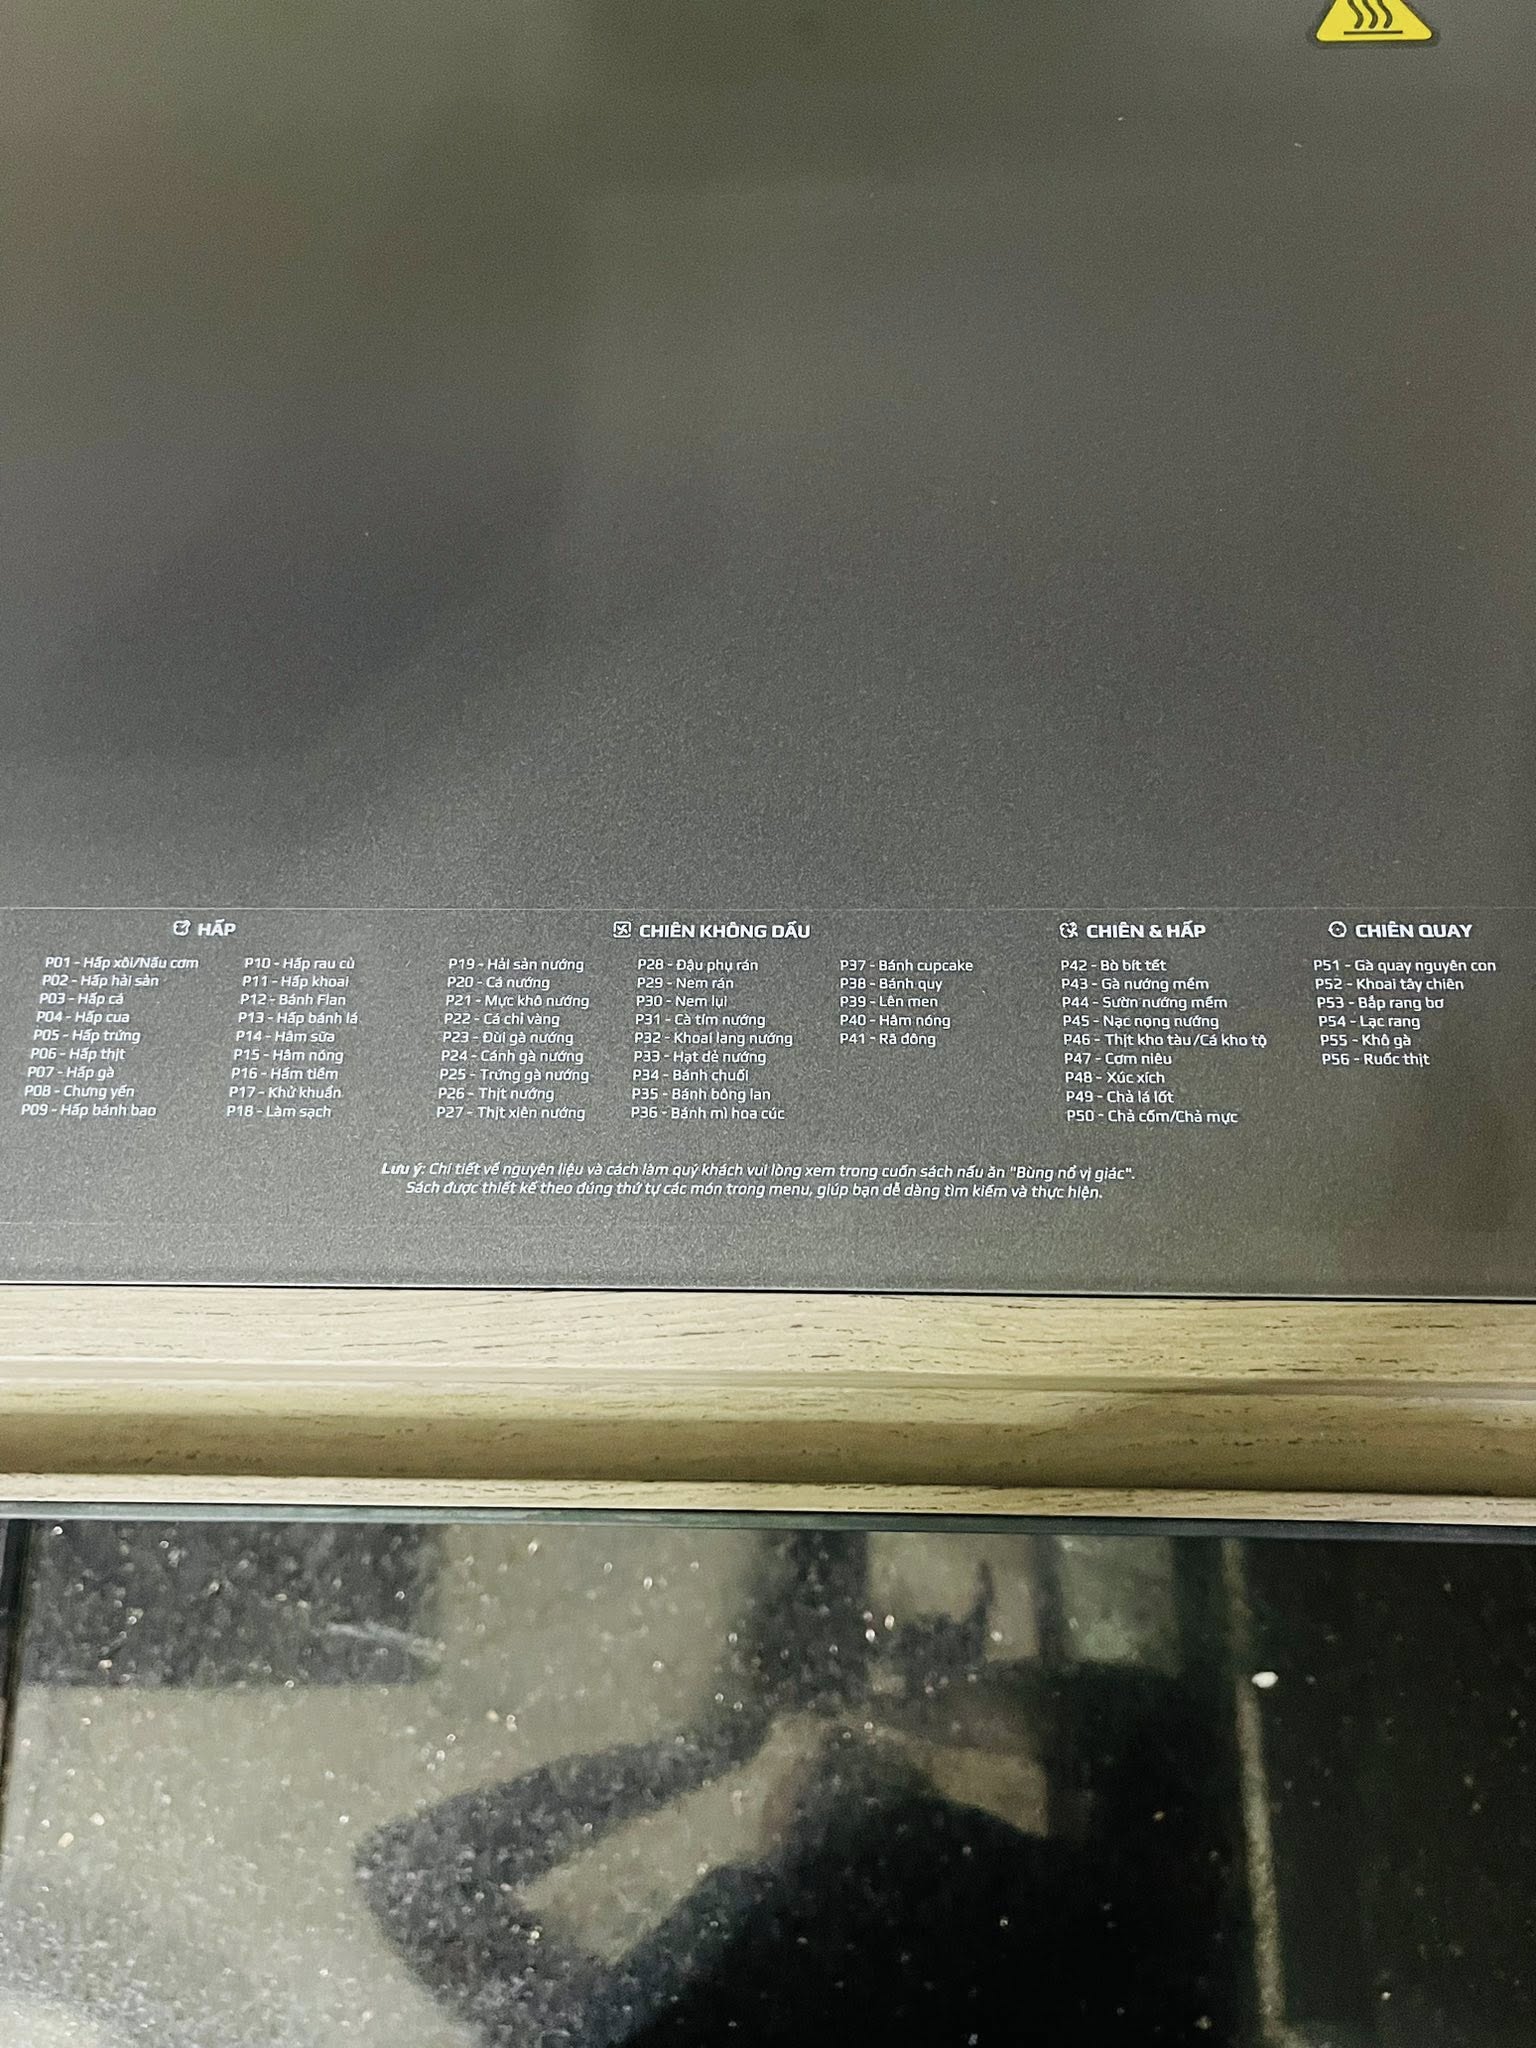 HẤP
P01 - Hấp xôi/Nấu cơm
P02 - Hấp hải sản
P03 - Hấp cá
P04 - Hấp cua
P05 - Hấp trứng
P06 - Hấp thịt
P07 - Hấp gà
P08 - Chưng yến
P09 - Hấp bánh bao
P10 - Hấp rau củ
P11 - Hấp khoai
P12 - Bánh Flan
P13 - Hấp bánh lá
P14 - Hâm sữa
P15 - Hâm nóng
P16 - Hầm tiềm
P17 - Khử khuẩn
P18 - Làm sạch
CHIÊN KHÔNG DẦU
P19 - Hải sản nướng
P20 - Cá nướng
P21 - Mực khô nướng
P22 - Cá chỉ vàng
P23 - Đùi gà nướng
P24 - Cánh gà nướng
P25 - Trứng gà nướng
P26 - Thịt nướng
P27 - Thịt xiên nướng
P28 - Đậu phụ rán
P29 - Nem rán
P30 - Nem lụi
P31 - Cà tím nướng
P32 - Khoai lang nướng
P33 - Hạt dẻ nướng
P34 - Bánh chuối
P35 - Bánh bông lan
P36 - Bánh mì hoa cúc
P37 - Bánh cupcake
P38 - Bánh quy
P39 - Lên men
P40 - Hâm nóng
P41 - Rã đông
CHIÊN & HẤP
P42 - Bò bít tết
P43 - Gà nướng mềm
P44 - Sườn nướng mềm
P45 - Nạc nọng nướng
P46 - Thịt kho tàu/Cá kho tộ
P47 - Cơm niêu
P48 - Xúc xích
P49 - Chả lá lốt
P50 - Chả cốm/Chả mực
CHIÊN QUAY
P51 - Gà quay nguyên con
P52 - Khoai tây chiên
P53 - Bắp rang bơ
P54 - Lạc rang
P55 - Khô gà
P56 - Ruốc thịt
Lưu ý: Chi tiết về nguyên liệu và cách làm quý khách vui lòng xem trong cuốn sách nấu ăn "Bùng nổ vị giác".
Sách được thiết kế theo đúng thứ tự các món trong menu, giúp bạn dễ dàng tìm kiếm và thực hiện.